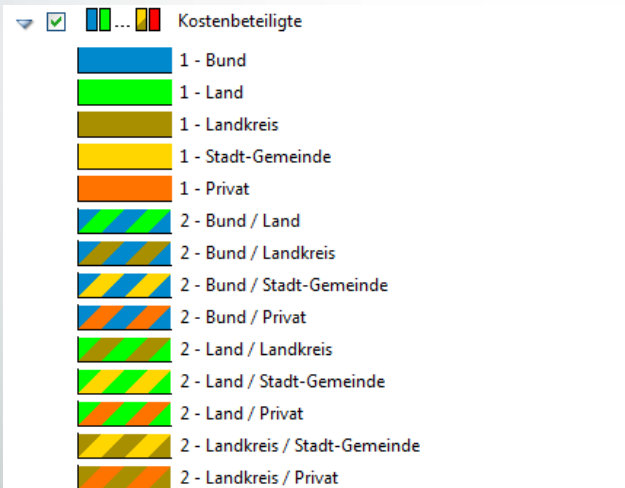 ... Kostenbeteiligte
1 - Bund
1 - Land
1 - Landkreis
1 - Stadt-Gemeinde
1 - Privat
2 - Bund / Land
2 - Bund / Landkreis
2 - Bund / Stadt-Gemeinde
2 - Bund / Privat
2 - Land / Landkreis
2 - Land / Stadt-Gemeinde
2 - Land / Privat
2 - Landkreis / Stadt-Gemeinde
2 - Landkreis / Privat